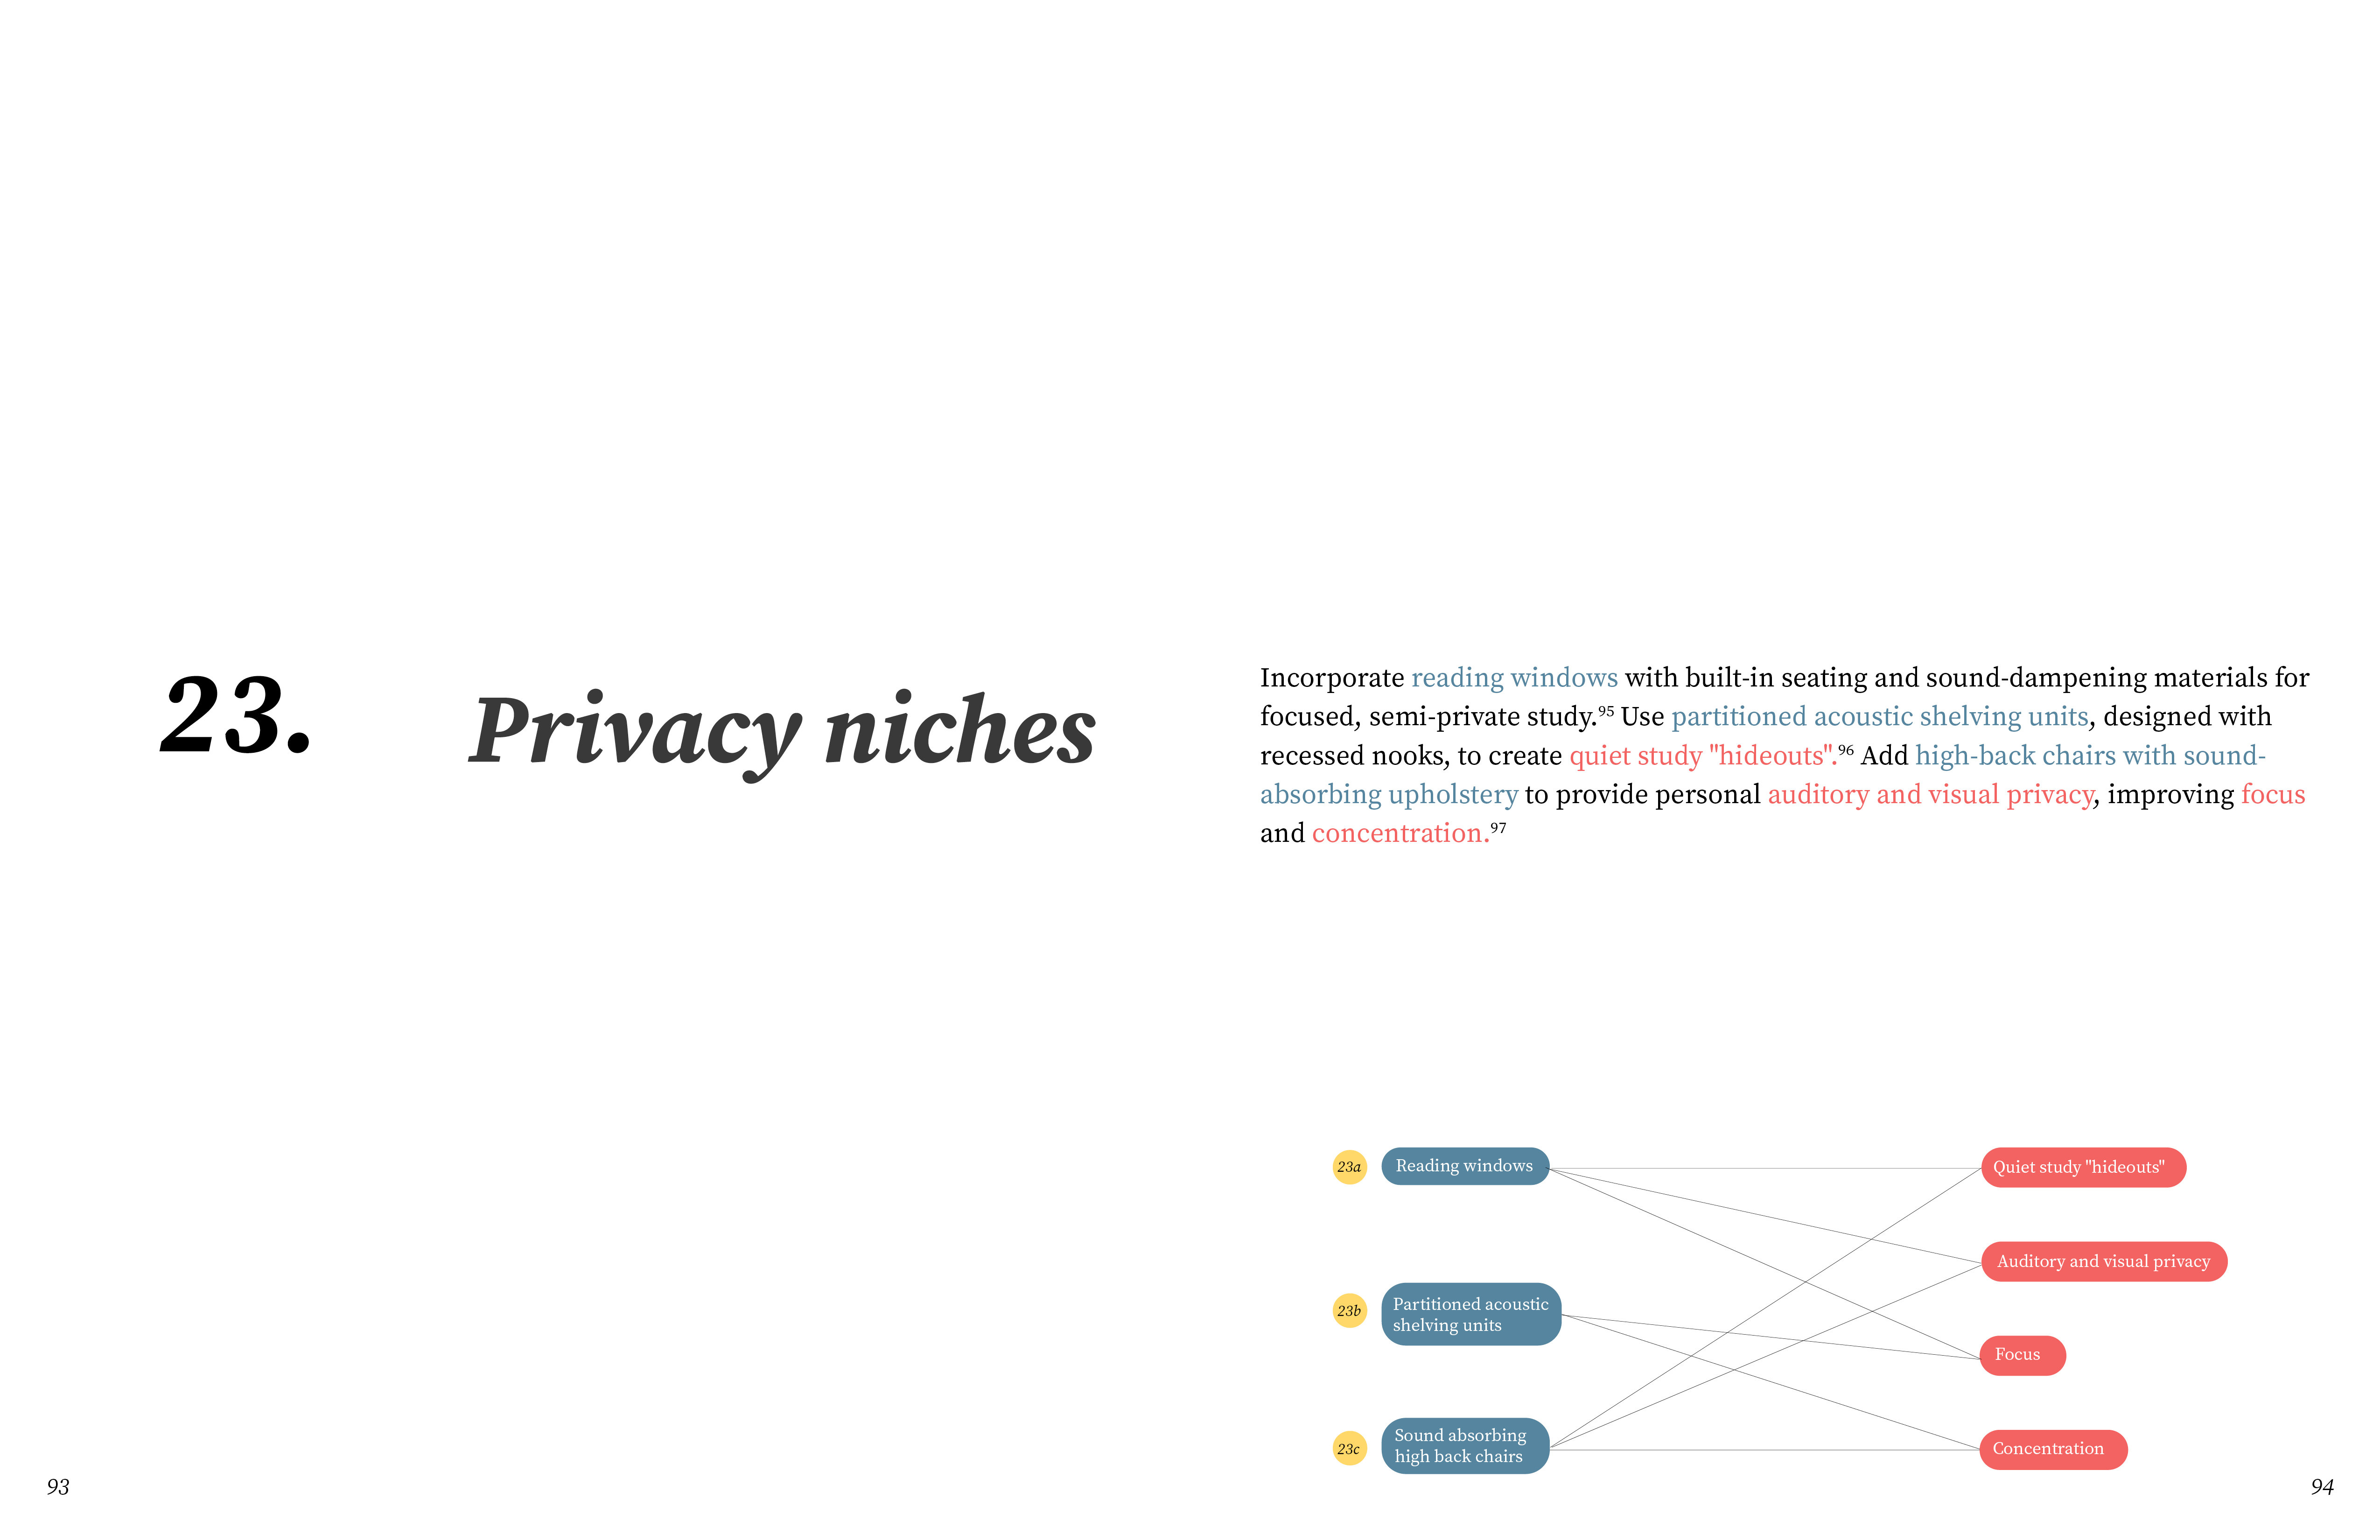 23.
Privacy niches
Incorporate reading windows with built-in seating and sound-dampening materials for
focused, semi-private study.95 Use partitioned acoustic shelving units, designed with
recessed nooks, to create quiet study "hideouts".96 Add high-back chairs with sound-
absorbing upholstery to provide personal auditory and visual privacy, improving focus
and concentration.97
23a
Reading windows
Quiet study "hideouts"
Auditory and visual privacy
23b
Partitioned acoustic
shelving units
Focus
23c
Sound absorbing
high back chairs
Concentration
93
94